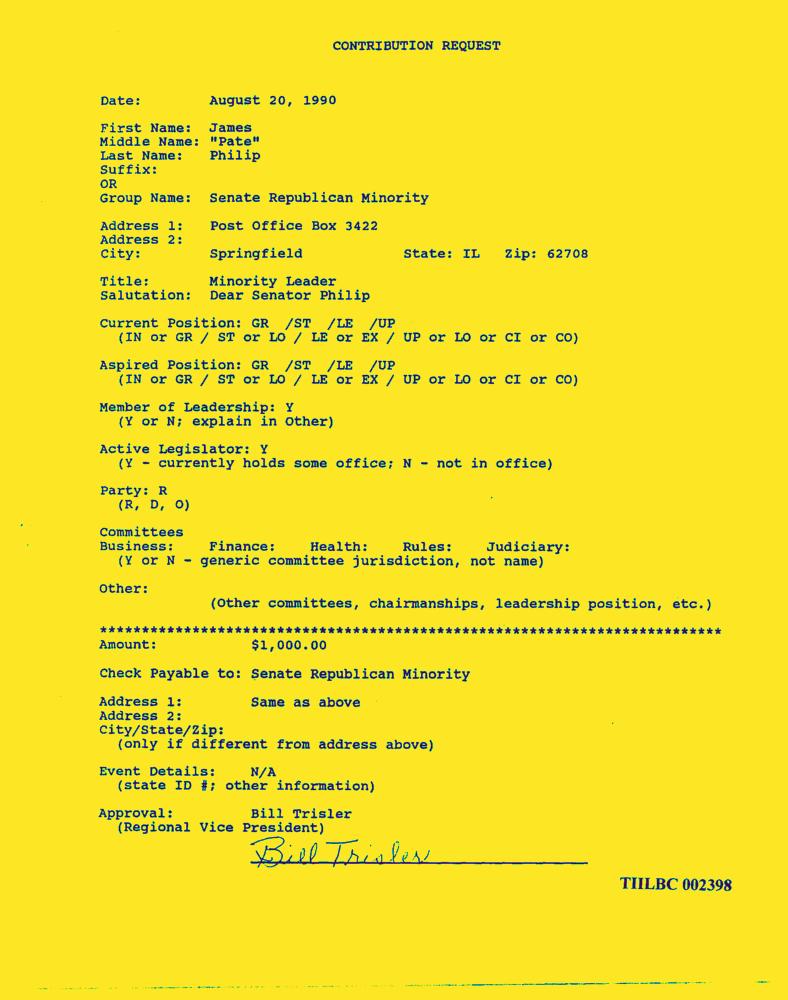 CONTRIBUTION REQUEST
Date: August 20, 1990
First Name: James
Middle Name: "Pate"
Last Name: Philip
Suffix:
OR
Group Name: Senate Republican Minority
Address 1: Post Office Box 3422
Address 2:
City: Springfield State: IL Zip: 62708
Title: Minority Leader
Salutation: Dear Senator Philip
Current Position: GR /ST /LE /UP
(IN or GR / ST or LO / LE or EX / UP or LO or CI or CO)
Aspired Position: GR /ST /LE /UP
(IN or GR / ST or LO / LE or EX / UP or LO or CI or CO)
Member of Leadership: Y
(Y or N; explain in Other)
Active Legislator: Y
(Y - currently holds some office; N - not in office)
Party: R
(R, D, O)
Committees
Business: Finance: Health: Rules: Judiciary:
(Y or N - generic committee jurisdiction, not name)
Other:
(Other committees, chairmanships, leadership position, etc.)
**************************************************************************
Amount: $1,000.00
Check Payable to: Senate Republican Minority
Address 1: Same as above
Address 2:
City/State/Zip:
(only if different from address above)
Event Details: N/A
(state ID #; other information)
Approval: Bill Trisler
(Regional Vice President)
Bill Trisler
TIILBC 002398